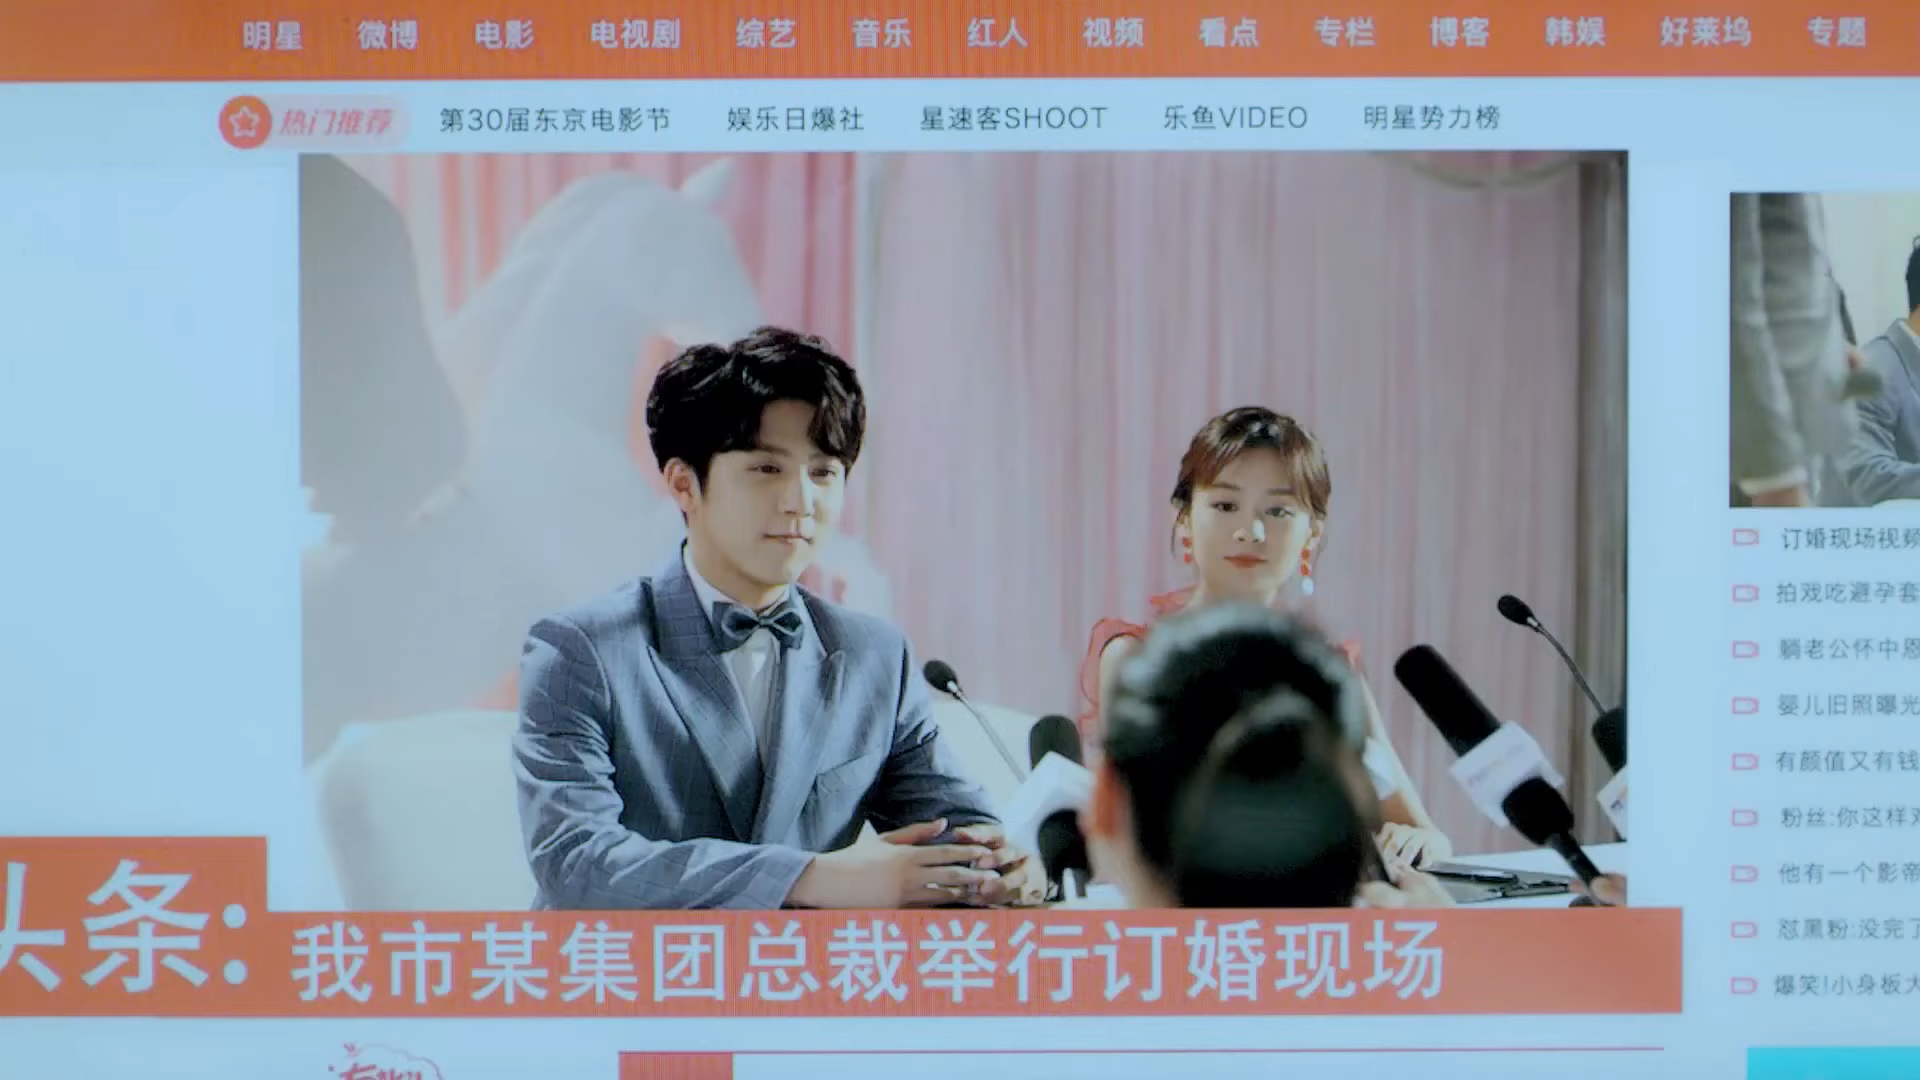 明星 微博 电影 电视剧 综艺 音乐 红人 视频 看点 专栏 博客 韩娱 好莱坞 专题
热门推荐 第30届东京电影节 娱乐日爆社 星速客SHOOT 乐鱼VIDEO 明星势力榜
订婚现场视频
拍戏吃避孕套
躺老公怀中恩
婴儿旧照曝光
有颜值又有钱
粉丝:你这样对
他有一个影帝
怼黑粉:没完了
爆笑!小身板大
头条:
我市某集团总裁举行订婚现场